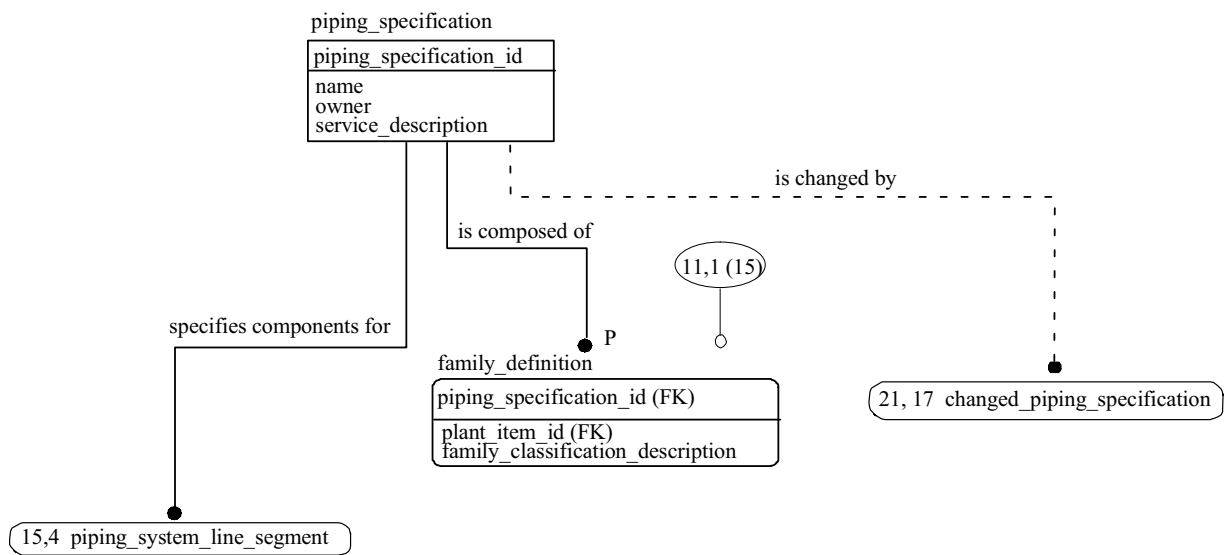 piping_specification
piping_specification_id
name
owner
service_description
is changed by
is composed of
11,1 (15)
specifies components for
P
family_definition
piping_specification_id (FK)
21, 17 changed_piping_specification
plant_item_id (FK)
family_classification_description
15,4 piping_system_line_segment